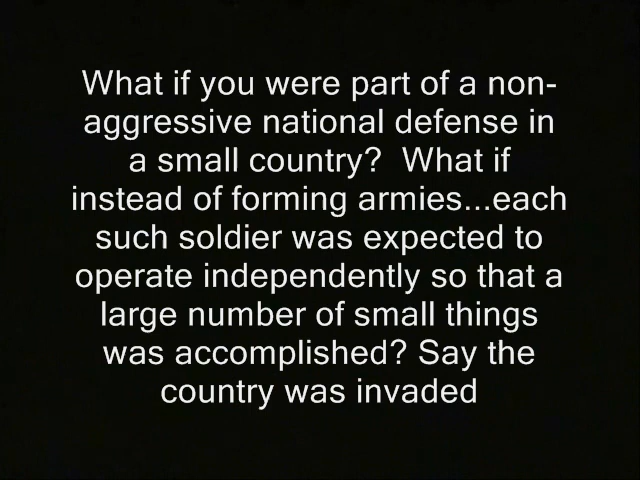 What if you were part of a non-
aggressive national defense in
a small country?  What if
instead of forming armies...each
such soldier was expected to
operate independently so that a
large number of small things
was accomplished? Say the
country was invaded